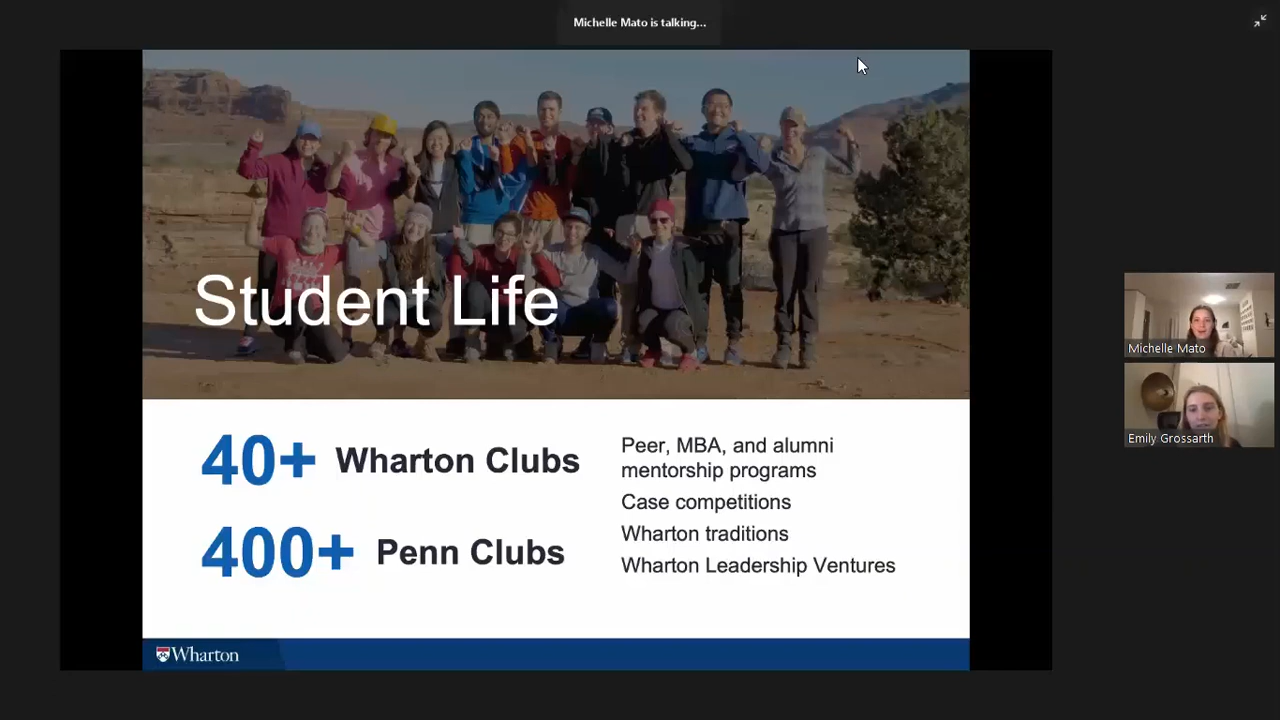 Michelle Mato is talking...
Student Life
40+ Wharton Clubs
400+ Penn Clubs
Peer, MBA, and alumni
mentorship programs
Case competitions
Wharton traditions
Wharton Leadership Ventures
Wharton
Michelle Mato
Emily Grossarth